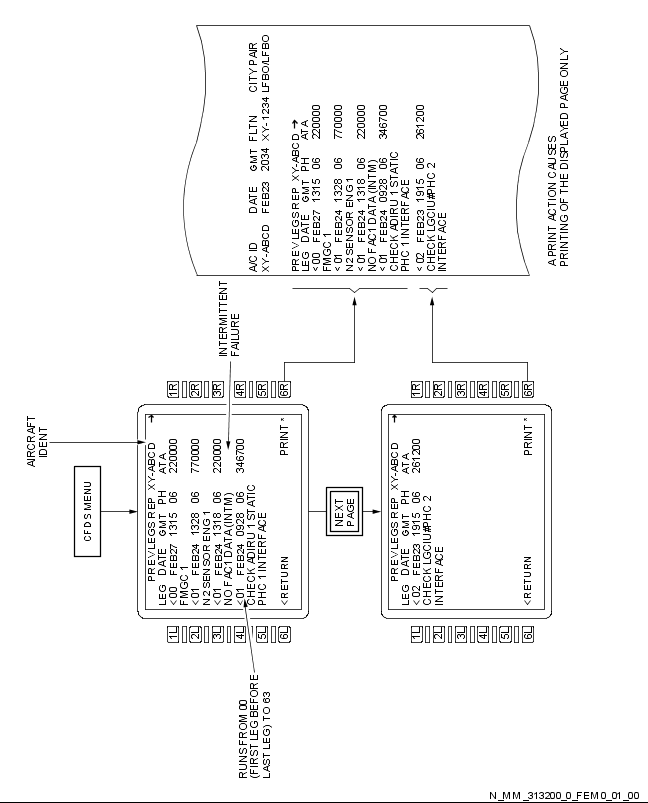 AIRCRAFT
IDENT
CFDS MENU
INTERMITTENT
FAILURE
PREV LEGS REP XY-ABCD →
LEG DATE GMT PH ATA
<00 FEB27 1315 06 220000
FMGC 1
<01 FEB24 1328 06 770000
N2 SENSOR ENG1
<01 FEB24 1318 06 220000
NO FAC1 DATA (INTM)
<01 FEB24 0928 06 346700
CHECK ADIRU 1 STATIC
PHC 1 INTERFACE
<RETURN PRINT *
1L
2L
3L
4L
5L
6L
1R
2R
3R
4R
5R
6R
RUNS FROM 00
(FIRST LEG BEFORE
LAST LEG) TO 63
NEXT
PAGE
PREV LEGS REP XY-ABCD →
LEG DATE GMT PH ATA
<02 FEB23 1915 06 261200
CHECK LGCIU#PHC 2
INTERFACE
<RETURN PRINT *
1L
2L
3L
4L
5L
6L
1R
2R
3R
4R
5R
6R
A/C ID DATE GMT FLTN CITY PAIR
XY-ABCD FEB23 2034 XY-1234 LFBO/LFBO
PREV LEGS REP XY-ABCD →
LEG DATE GMT PH ATA
<00 FEB27 1315 06 220000
FMGC 1
<01 FEB24 1328 06 770000
N2 SENSOR ENG1
<01 FEB24 1318 06 220000
NO FAC1 DATA (INTM)
<01 FEB24 0928 06 346700
CHECK ADIRU 1 STATIC
PHC 1 INTERFACE
<02 FEB23 1915 06 261200
CHECK LGCIU#PHC 2
INTERFACE
A PRINT ACTION CAUSES
PRINTING OF THE DISPLAYED PAGE ONLY
N_MM_313200_0_FEM0_01_00